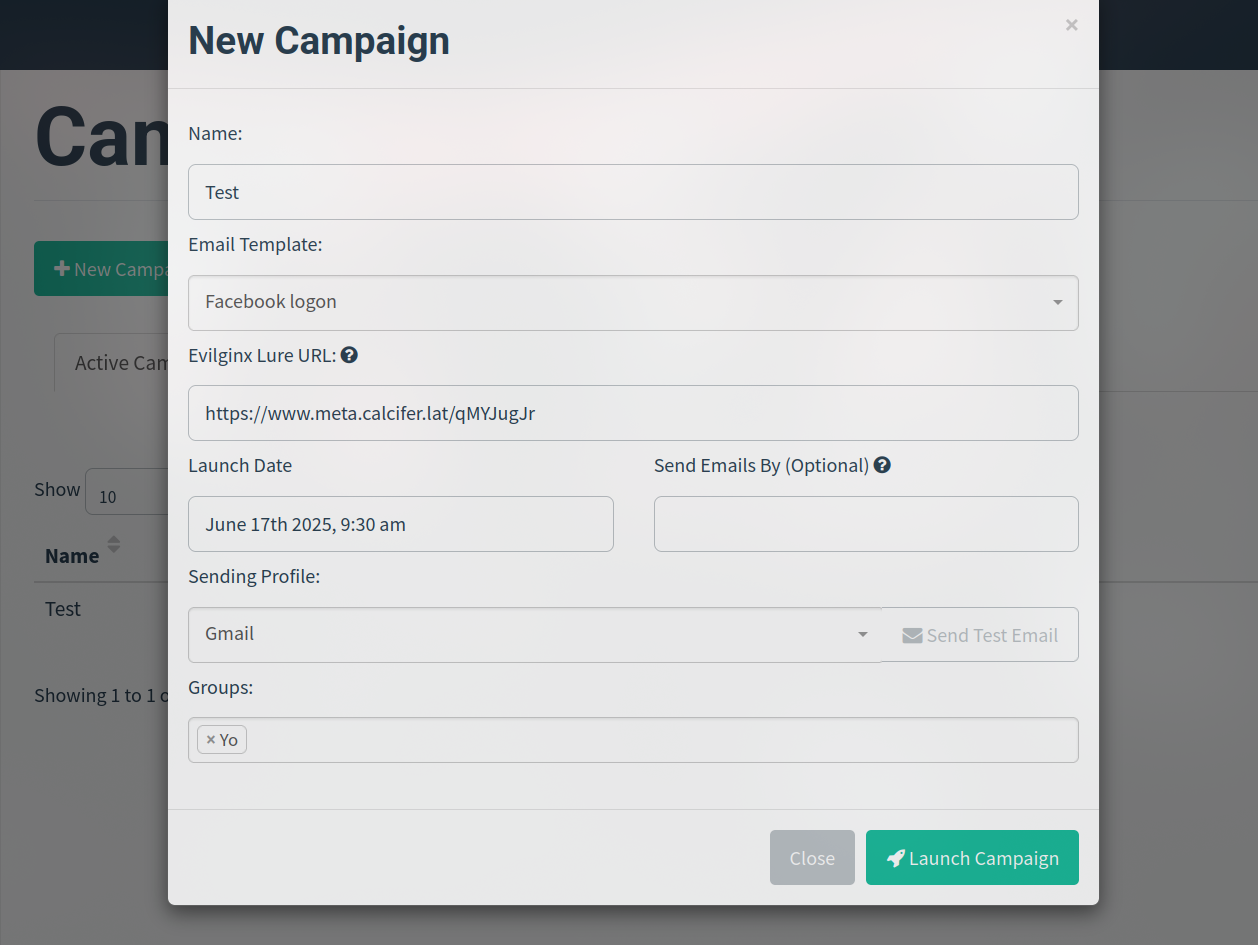 New Campaign
×
Can
Name:
Test
Email Template:
New Campa
Facebook logon
Evilginx Lure URL:
Active Cam
https://www.meta.calcifer.lat/qMYJugJr
Launch Date
Send Emails By (Optional)
Show 10
June 17th 2025, 9:30 am
Name
Sending Profile:
Test
Gmail
Send Test Email
Groups:
Showing 1 to 1 o
× Yo
Close
Launch Campaign